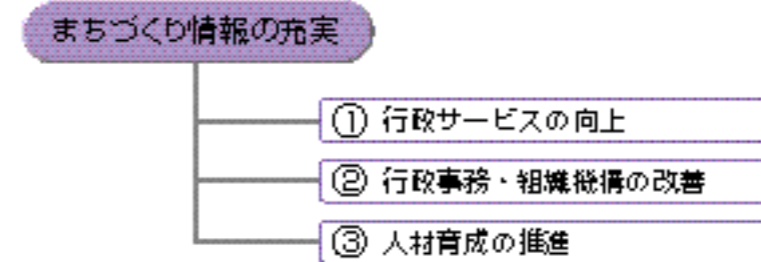 まちづくり情報の充実
① 行政サービスの向上
② 行政事務・組織機構の改善
③ 人材育成の推進